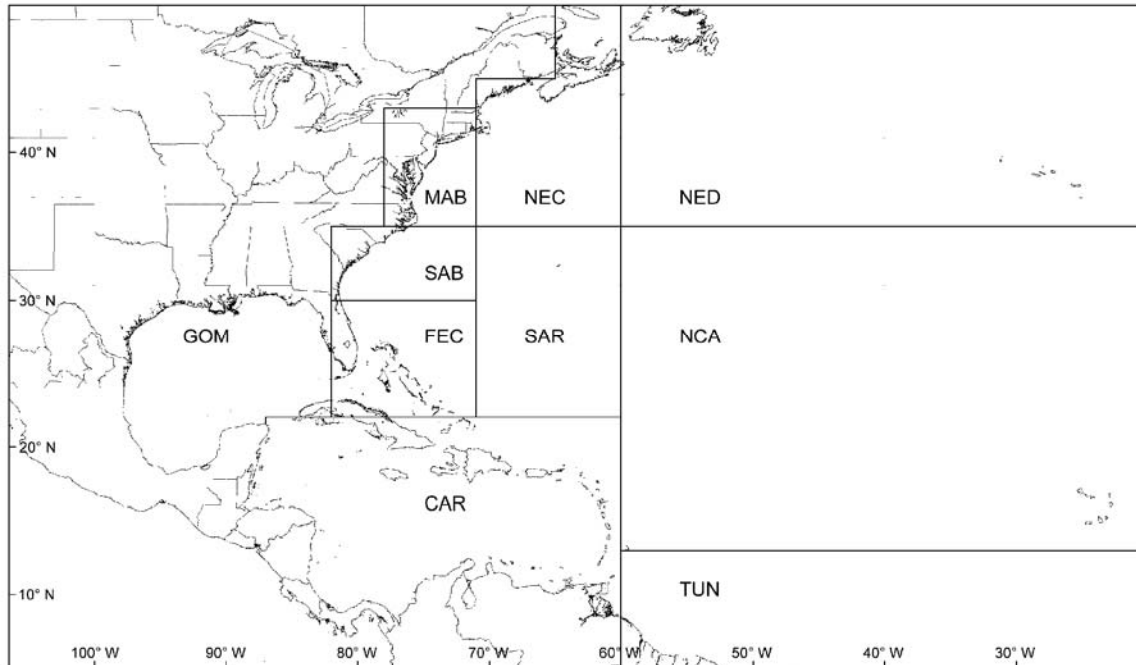 40° N
MAB NEC NED
SAB
30° N
GOM FEC SAR NCA
20° N
CAR
10° N
TUN
100° W 90° W 80° W 70° W 60° W 50° W 40° W 30° W